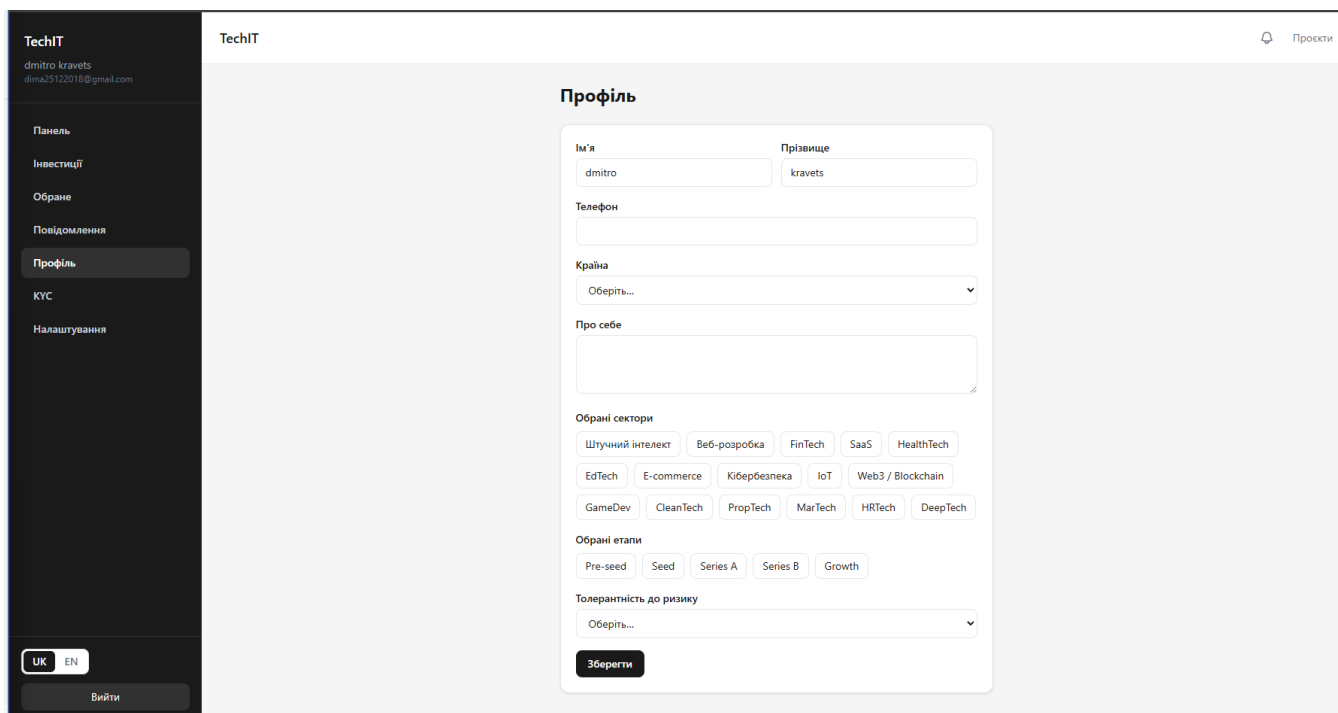 TechIT
dmitro kravets
dima25122018@gmail.com
Панель
Інвестиції
Обране
Повідомлення
Профіль
KYC
Налаштування
UK EN
Вийти
TechIT
Проєкти
Профіль
Ім'я Прізвище
dmitro kravets
Телефон
Країна
Оберіть...
Про себе
Обрані сектори
Штучний інтелект Веб-розробка FinTech SaaS HealthTech
EdTech E-commerce Кібербезпека IoT Web3 / Blockchain
GameDev CleanTech PropTech MarTech HRTech DeepTech
Обрані етапи
Pre-seed Seed Series A Series B Growth
Толерантність до ризику
Оберіть...
Зберегти